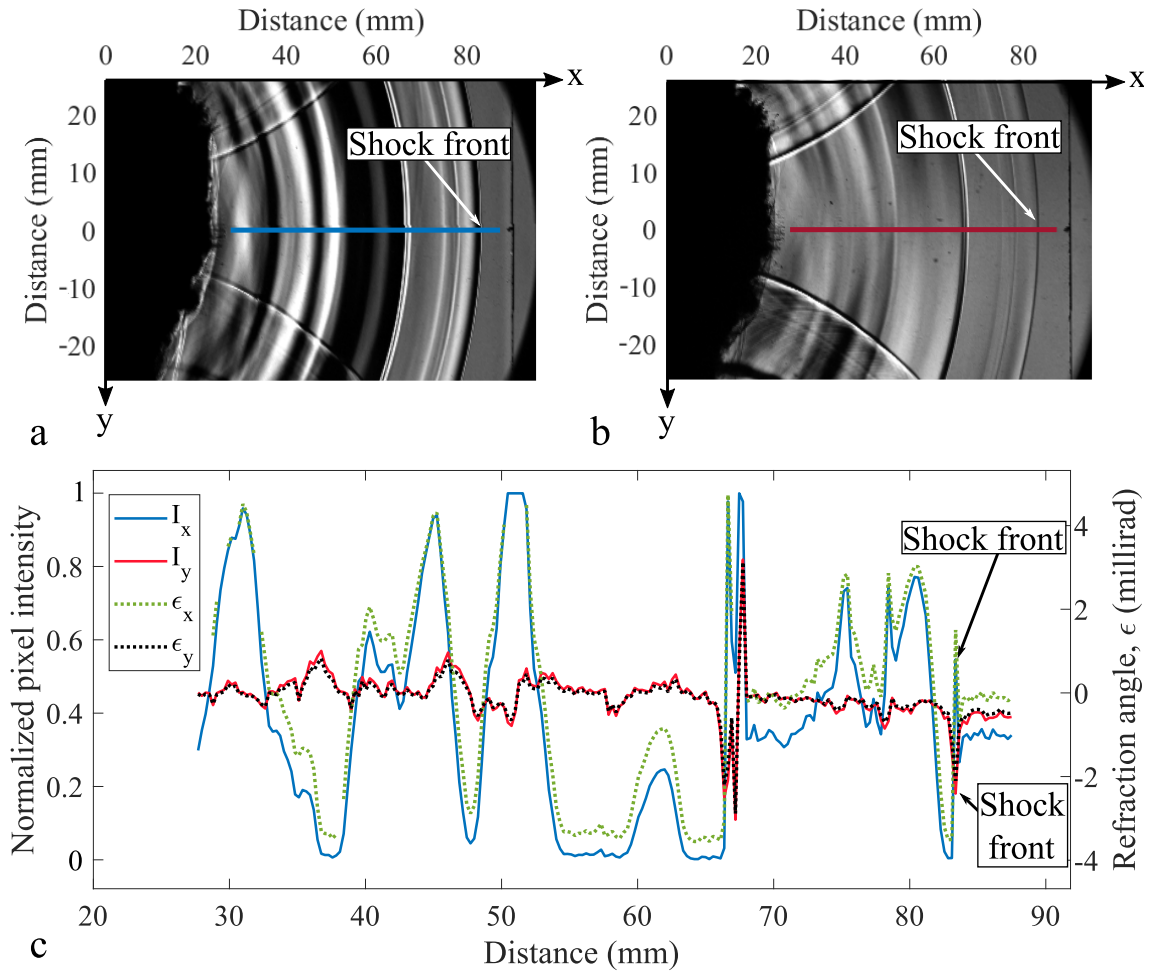 Distance (mm)
0 20 40 60 80
x
20
10
0
-10
-20
Distance (mm)
Shock front
y
a
Distance (mm)
0 20 40 60 80
x
20
10
0
-10
-20
Distance (mm)
Shock front
y
b
Normalized pixel intensity
1
0.8
0.6
0.4
0.2
0
I_x
I_y
ϵ_x
ϵ_y
Shock front
Shock
front
4
2
0
-2
-4
Refraction angle, ϵ (millirad)
20 30 40 50 60 70 80 90
Distance (mm)
c